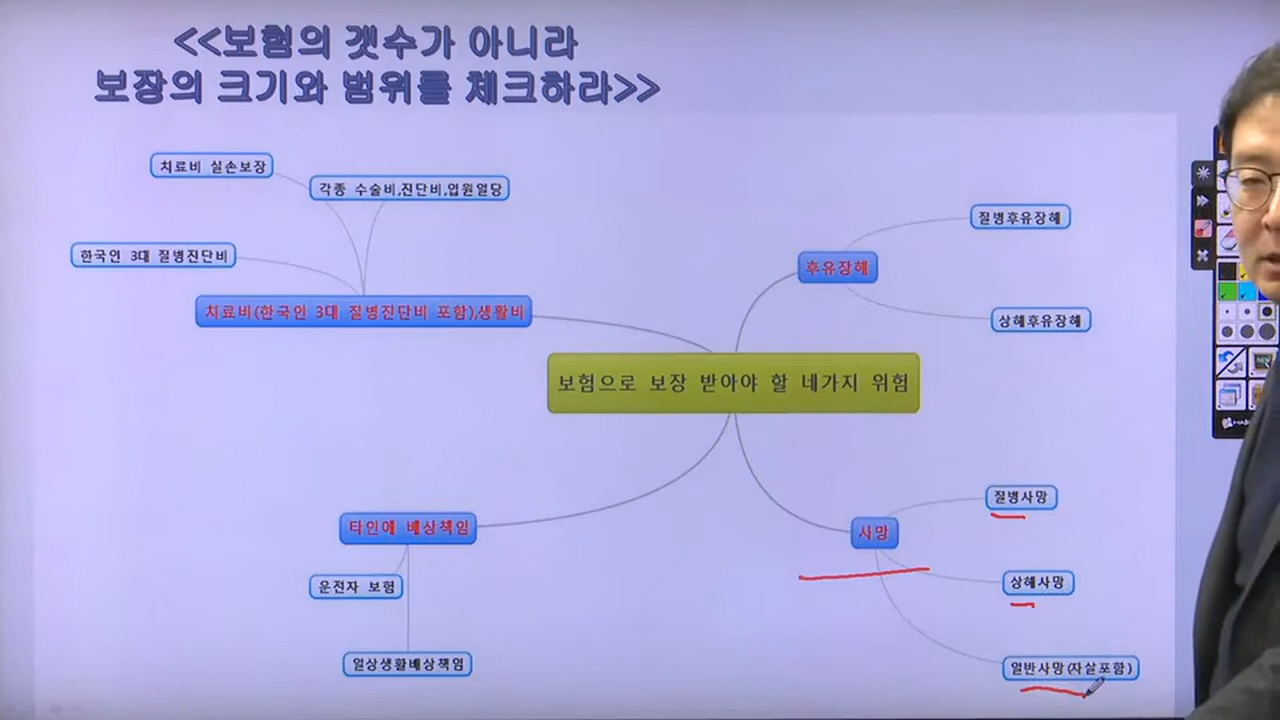 <<보험의 갯수가 아니라
보장의 크기와 범위를 체크하라>>
치료비 실손보장
각종 수술비,진단비,입원일당
한국인 3대 질병진단비
치료비(한국인 3대 질병진단비 포함),생활비
질병후유장해
후유장해
상해후유장해
보험으로 보장 받아야 할 네가지 위험
타인에 배상책임
운전자 보험
일상생활배상책임
질병사망
사망
상해사망
일반사망(자살포함)